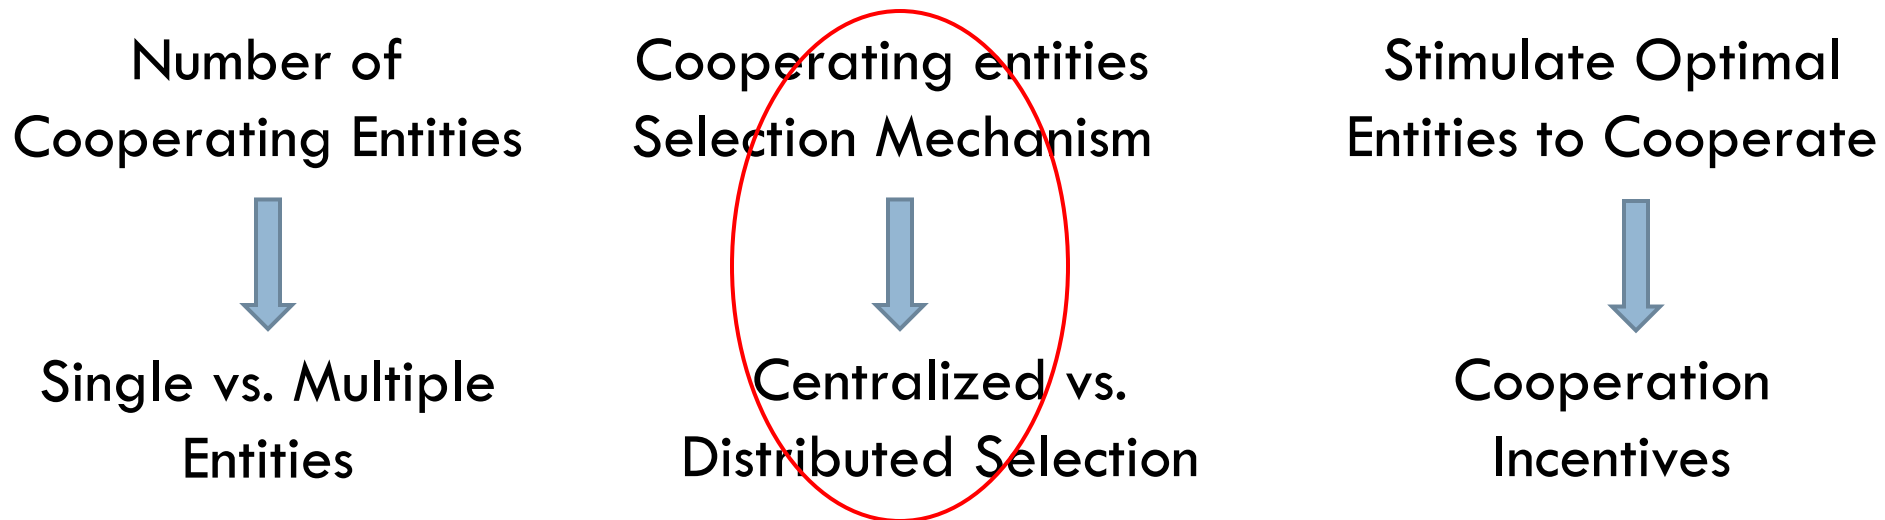 Number of
Cooperating Entities
Cooperating entities
Selection Mechanism
Stimulate Optimal
Entities to Cooperate
Single vs. Multiple
Entities
Centralized vs.
Distributed Selection
Cooperation
Incentives